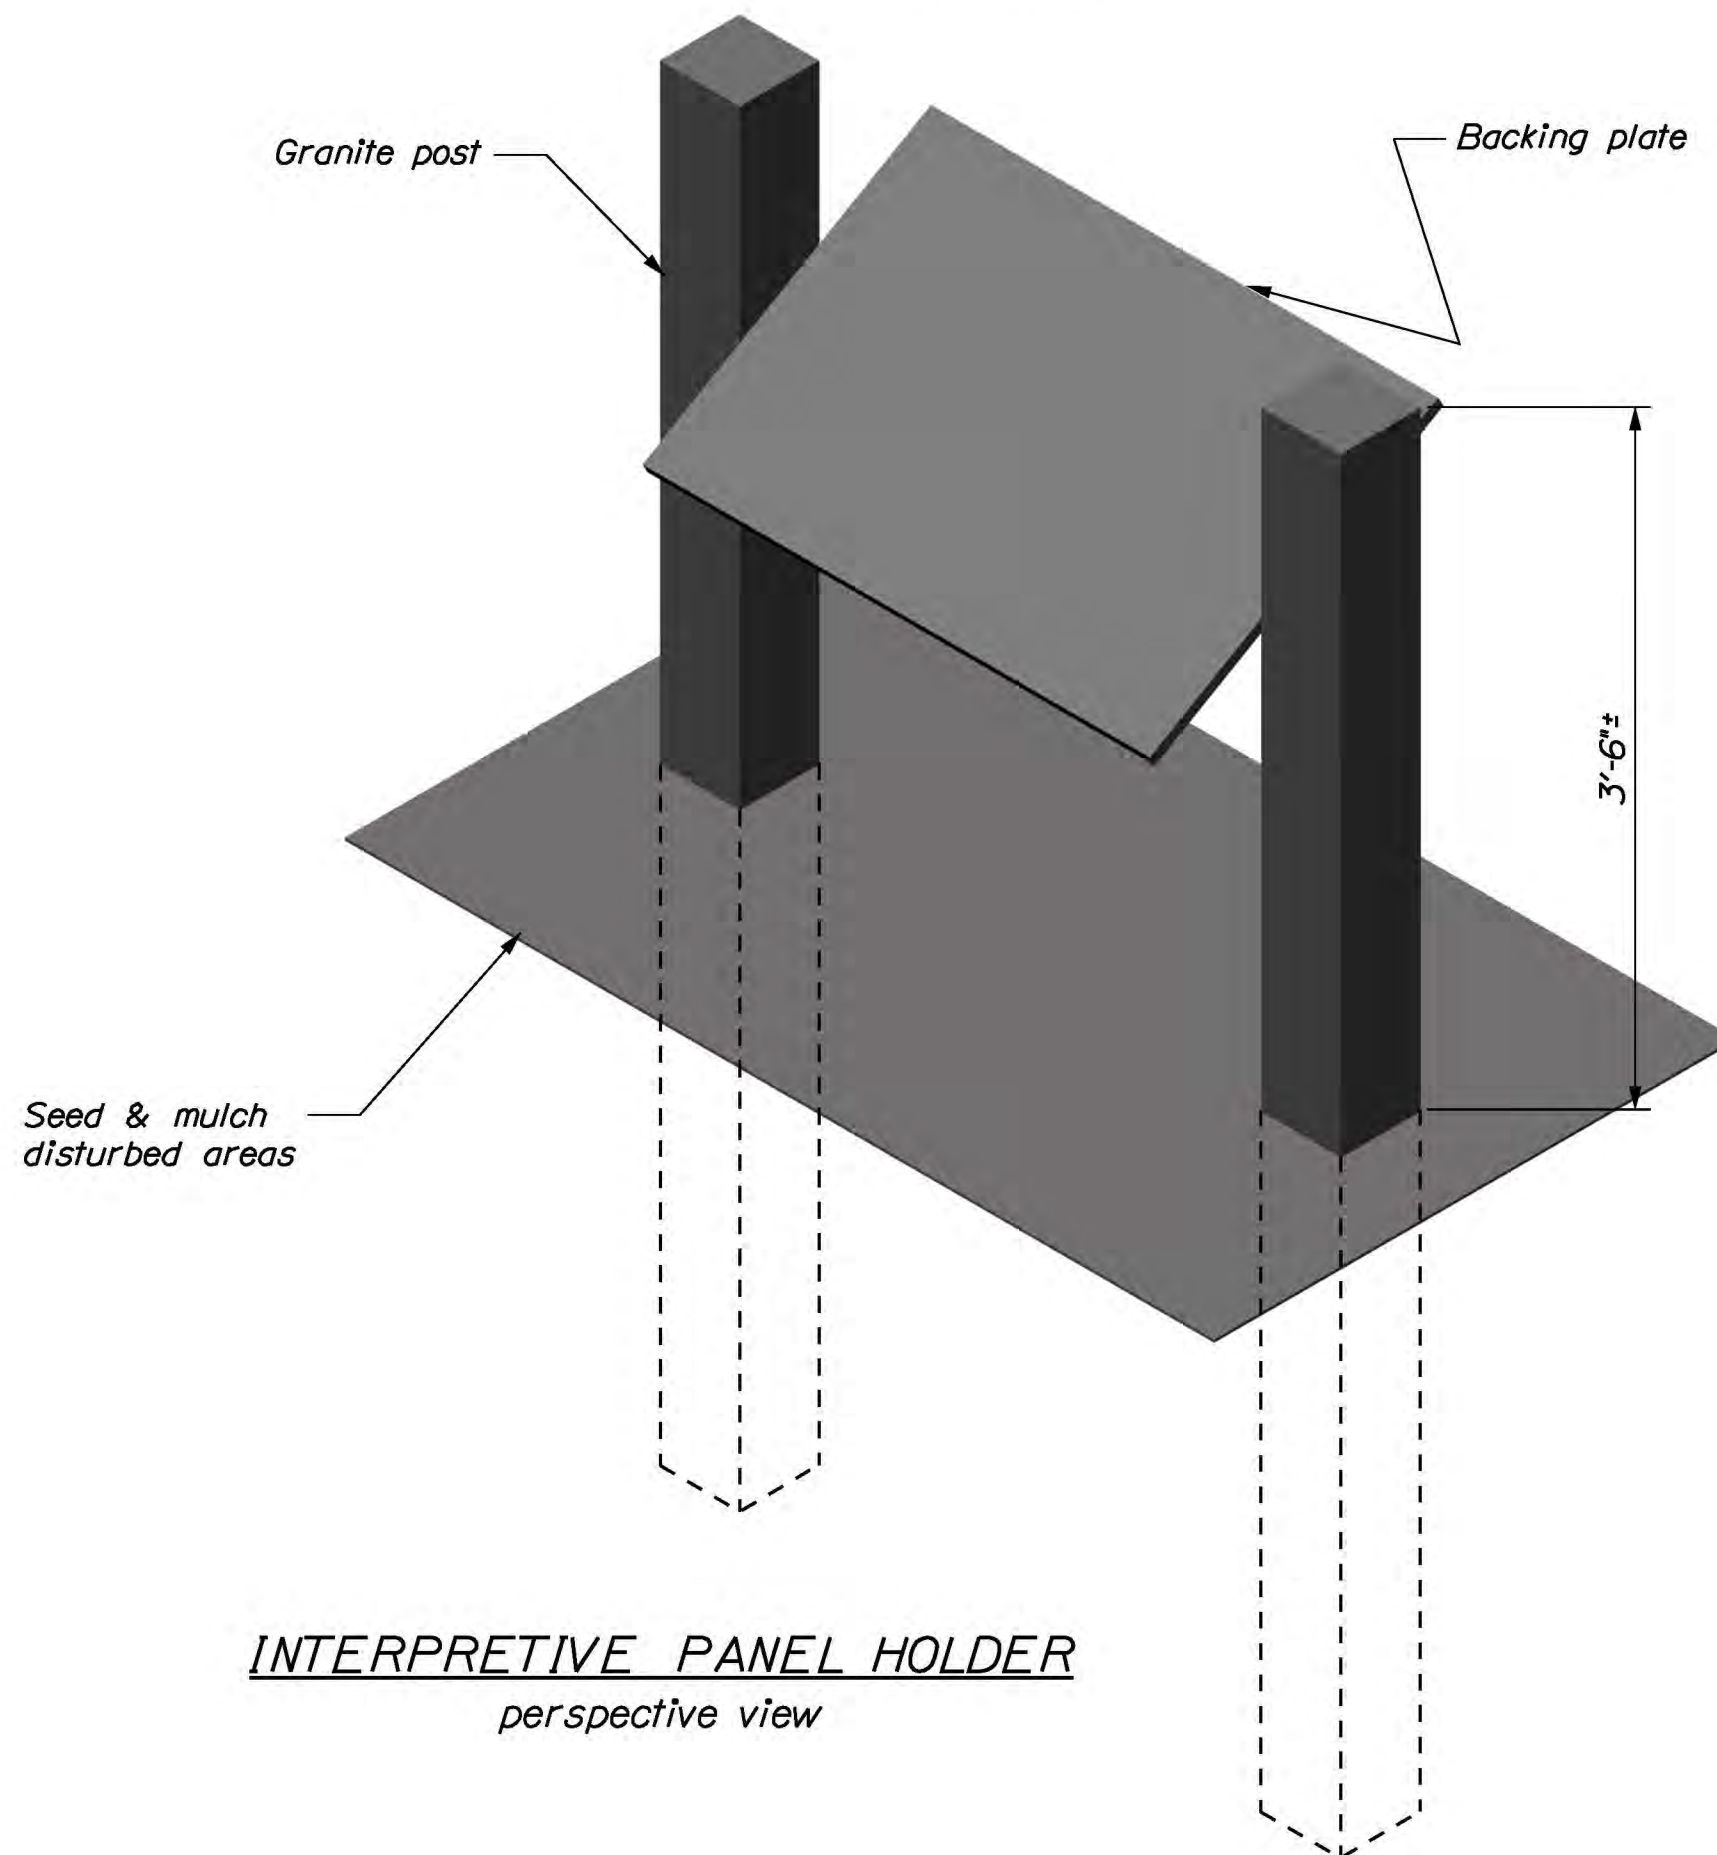 Granite post
Backing plate
3'-6"±
Seed & mulch
disturbed areas
INTERPRETIVE PANEL HOLDER
perspective view